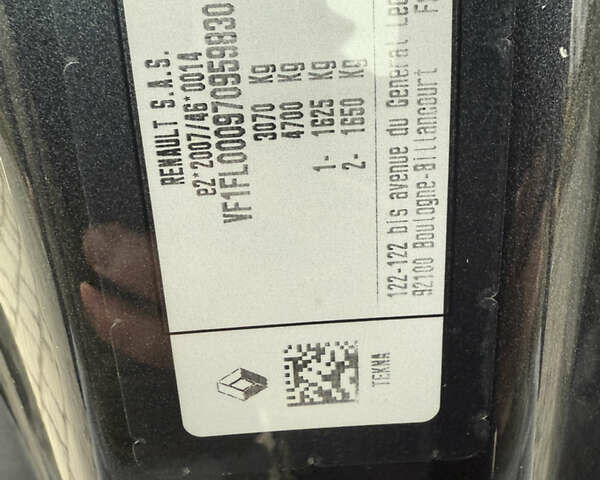 RENAULT S.A.S.
e2*2007/46*0014
VF1FL000970959830
3070 Kg
4700 Kg
1- 1625 Kg
2- 1650 Kg
122-122 bis avenue du General Lec
92100 Boulogne-Billancourt F
TEKNA